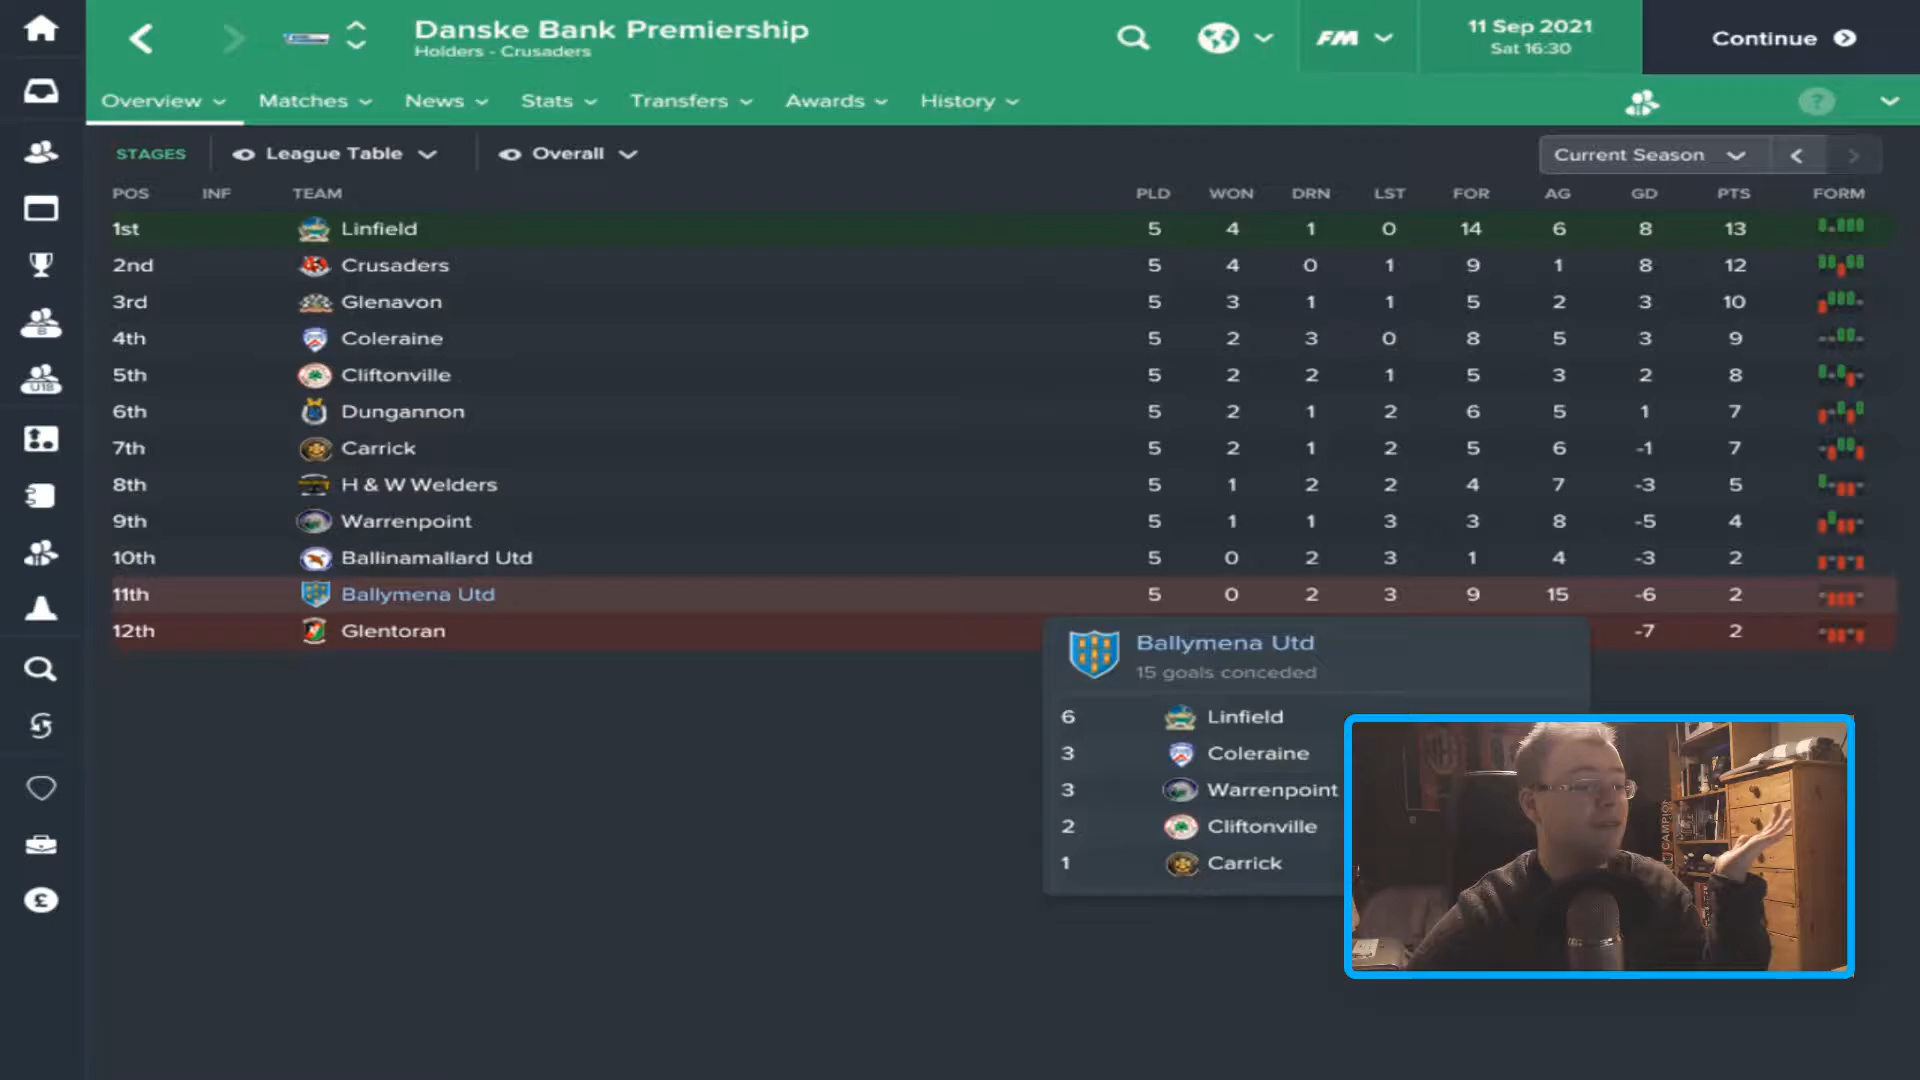 Danske Bank Premiership
Holders - Crusaders
FM
11 Sep 2021
Sat 16:30
Continue
Overview Matches News Stats Transfers Awards History
?
STAGES League Table Overall Current Season
POS INF TEAM PLD WON DRN LST FOR AG GD PTS FORM
1st Linfield 5 4 1 0 14 6 8 13
2nd Crusaders 5 4 0 1 9 1 8 12
3rd Glenavon 5 3 1 1 5 2 3 10
4th Coleraine 5 2 3 0 8 5 3 9
5th Cliftonville 5 2 2 1 5 3 2 8
6th Dungannon 5 2 1 2 6 5 1 7
7th Carrick 5 2 1 2 5 6 -1 7
8th H & W Welders 5 1 2 2 4 7 -3 5
9th Warrenpoint 5 1 1 3 3 8 -5 4
10th Ballinamallard Utd 5 0 2 3 1 4 -3 2
11th Ballymena Utd 5 0 2 3 9 15 -6 2
12th Glentoran -7 2
Ballymena Utd
15 goals conceded
6 Linfield
3 Coleraine
3 Warrenpoint
2 Cliftonville
1 Carrick
U18
£